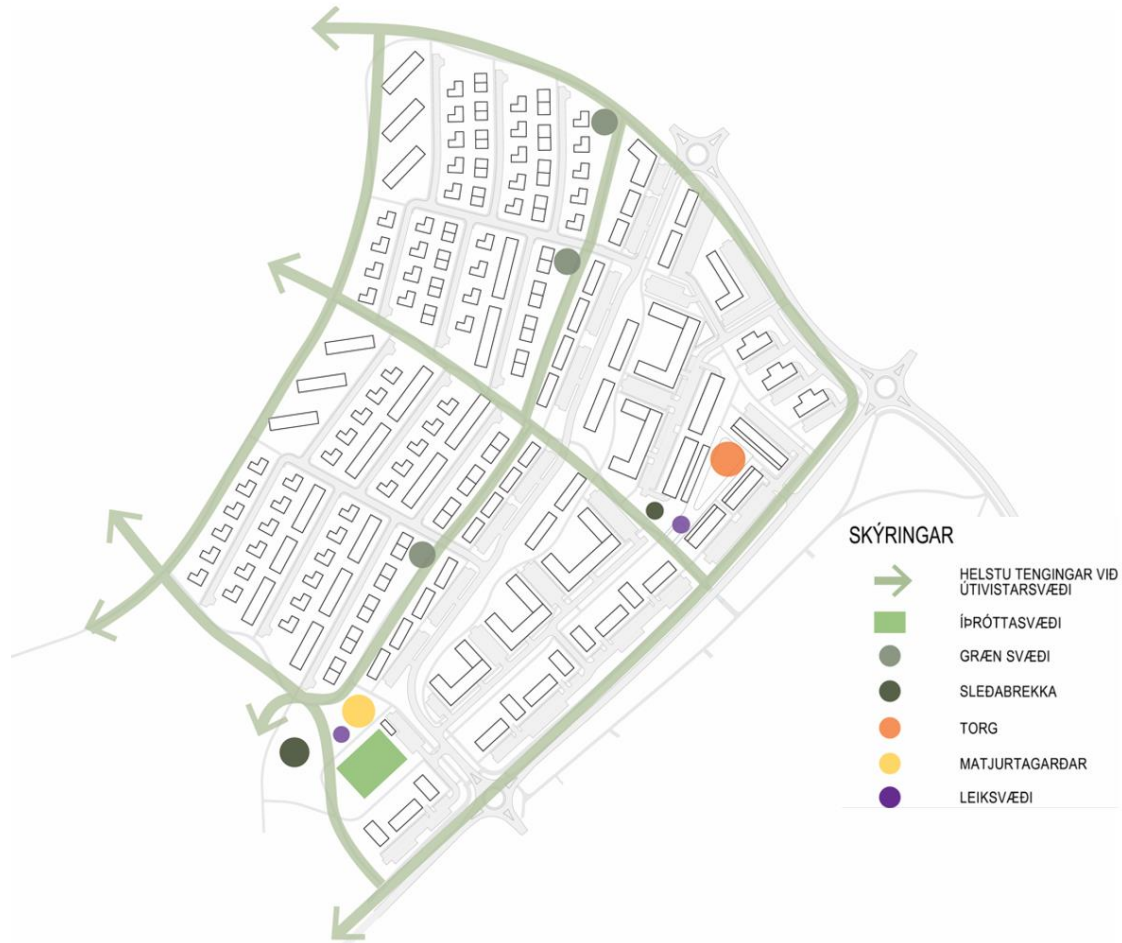 SKÝRINGAR
HELSTU TENGINGAR VIÐ
ÚTIVISTARSVÆÐI
ÍÞRÓTTASVÆÐI
GRÆN SVÆÐI
SLEÐABREKKA
TORG
MATJURTAGARÐAR
LEIKSVÆÐI